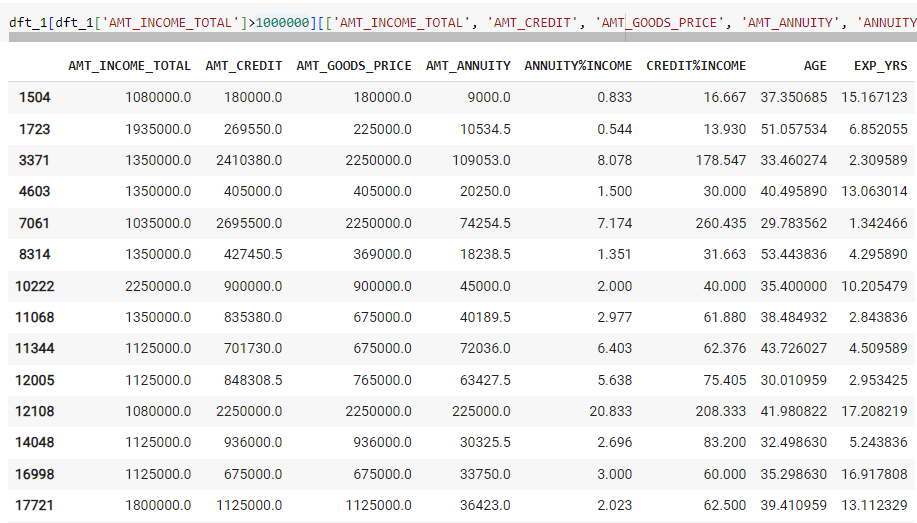 dft_1[dft_1['AMT_INCOME_TOTAL']>1000000][['AMT_INCOME_TOTAL', 'AMT_CREDIT', 'AMT_GOODS_PRICE', 'AMT_ANNUITY', 'ANNUITY
AMT_INCOME_TOTAL AMT_CREDIT AMT_GOODS_PRICE AMT_ANNUITY ANNUITY%INCOME CREDIT%INCOME AGE EXP_YRS
1504 1080000.0 180000.0 180000.0 9000.0 0.833 16.667 37.350685 15.167123
1723 1935000.0 269550.0 225000.0 10534.5 0.544 13.930 51.057534 6.852055
3371 1350000.0 2410380.0 2250000.0 109053.0 8.078 178.547 33.460274 2.309589
4603 1350000.0 405000.0 405000.0 20250.0 1.500 30.000 40.495890 13.063014
7061 1035000.0 2695500.0 2250000.0 74254.5 7.174 260.435 29.783562 1.342466
8314 1350000.0 427450.5 369000.0 18238.5 1.351 31.663 53.443836 4.295890
10222 2250000.0 900000.0 900000.0 45000.0 2.000 40.000 35.400000 10.205479
11068 1350000.0 835380.0 675000.0 40189.5 2.977 61.880 38.484932 2.843836
11344 1125000.0 701730.0 675000.0 72036.0 6.403 62.376 43.726027 4.509589
12005 1125000.0 848308.5 765000.0 63427.5 5.638 75.405 30.010959 2.953425
12108 1080000.0 2250000.0 2250000.0 225000.0 20.833 208.333 41.980822 17.208219
14048 1125000.0 936000.0 936000.0 30325.5 2.696 83.200 32.498630 5.243836
16998 1125000.0 675000.0 675000.0 33750.0 3.000 60.000 35.298630 16.917808
17721 1800000.0 1125000.0 1125000.0 36423.0 2.023 62.500 39.410959 13.112329